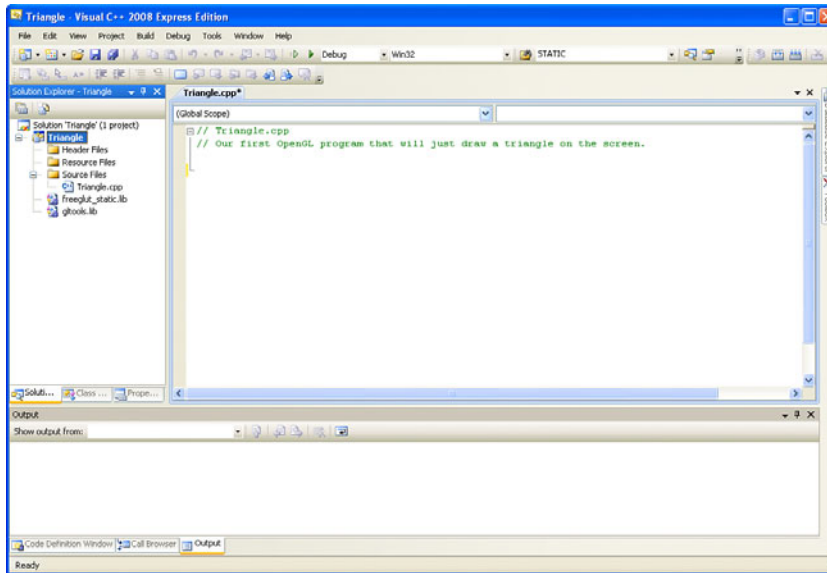 Triangle - Visual C++ 2008 Express Edition
File Edit View Project Build Debug Tools Window Help
Debug Win32 STATIC
Solution Explorer - Triangle
Triangle.cpp*
(Global Scope)
Solution 'Triangle' (1 project)
Triangle
Header Files
Resource Files
Source Files
Triangle.cpp
freeglut_static.lib
gltools.lib
// Triangle.cpp
// Our first OpenGL program that will just draw a triangle on the screen.
Soluti... Class ... Prope...
Output
Show output from:
Code Definition Window Call Browser Output
Ready